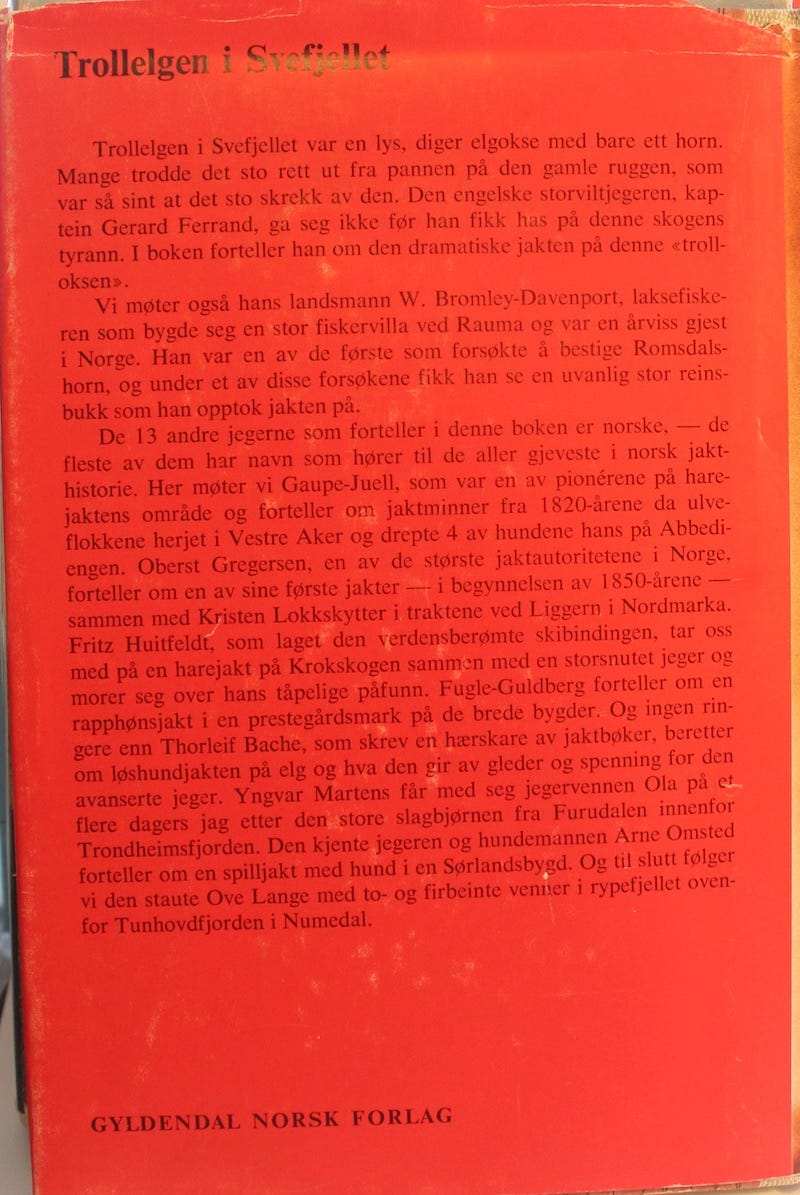 Trollelgen i Svefjellet
Trollelgen i Svefjellet var en lys, diger elgokse med bare ett horn.
Mange trodde det sto rett ut fra pannen på den gamle ruggen, som
var så sint at det sto skrekk av den. Den engelske storviltjegeren, kap-
tein Gerard Ferrand, ga seg ikke før han fikk has på denne skogens
tyrann. I boken forteller han om den dramatiske jakten på denne «troll-
oksen».
Vi møter også hans landsmann W. Bromley-Davenport, laksefiske-
ren som bygde seg en stor fiskervilla ved Rauma og var en årviss gjest
i Norge. Han var en av de første som forsøkte å bestige Romsdals-
horn, og under et av disse forsøkene fikk han se en uvanlig stor reins-
bukk som han opptok jakten på.
De 13 andre jegerne som forteller i denne boken er norske, — de
fleste av dem har navn som hører til de aller gjeveste i norsk jakt-
historie. Her møter vi Gaupe-Juell, som var en av pionérene på hare-
jaktens område og forteller om jaktminner fra 1820-årene da ulve-
flokkene herjet i Vestre Aker og drepte 4 av hundene hans på Abbedi-
engen. Oberst Gregersen, en av de største jaktautoritetene i Norge,
forteller om en av sine første jakter — i begynnelsen av 1850-årene —
sammen med Kristen Lokkskytter i traktene ved Liggern i Nordmarka.
Fritz Huitfeldt, som laget den verdensberømte skibindingen, tar oss
med på en harejakt på Krokskogen sammen med en storsnutet jeger og
morer seg over hans tåpelige påfunn. Fugle-Guldberg forteller om en
rapphønsjakt i en prestegårdsmark på de brede bygder. Og ingen rin-
gere enn Thorleif Bache, som skrev en hærskare av jaktbøker, beretter
om løshundjakten på elg og hva den gir av gleder og spenning for den
avanserte jeger. Yngvar Martens får med seg jegervennen Ola på et
flere dagers jag etter den store slagbjørnen fra Furudalen innenfor
Trondheimsfjorden. Den kjente jegeren og hundemannen Arne Omsted
forteller om en spilljakt med hund i en Sørlandsbygd. Og til slutt følger
vi den staute Ove Lange med to- og firbeinte venner i rypefjellet oven-
for Tunhovdfjorden i Numedal.
GYLDENDAL NORSK FORLAG